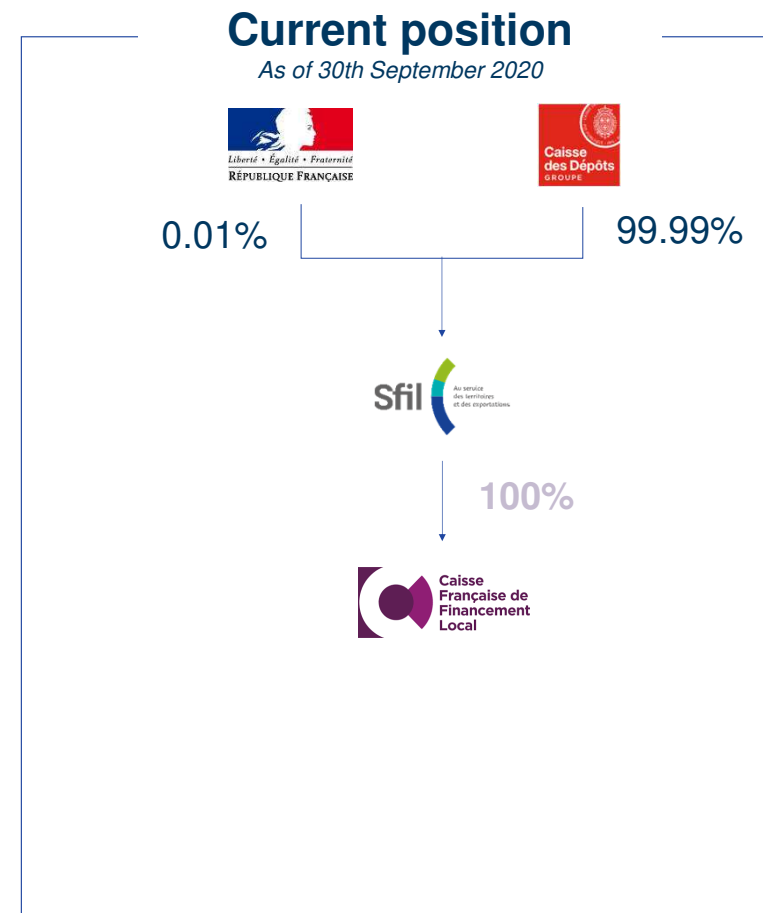 Current position
As of 30th September 2020
Liberté • Égalité • Fraternité
RÉPUBLIQUE FRANÇAISE
Caisse
des Dépôts
GROUPE
0.01%
99.99%
Sfil
Au service
des territoires
et des exportations
100%
Caisse
Française de
Financement
Local